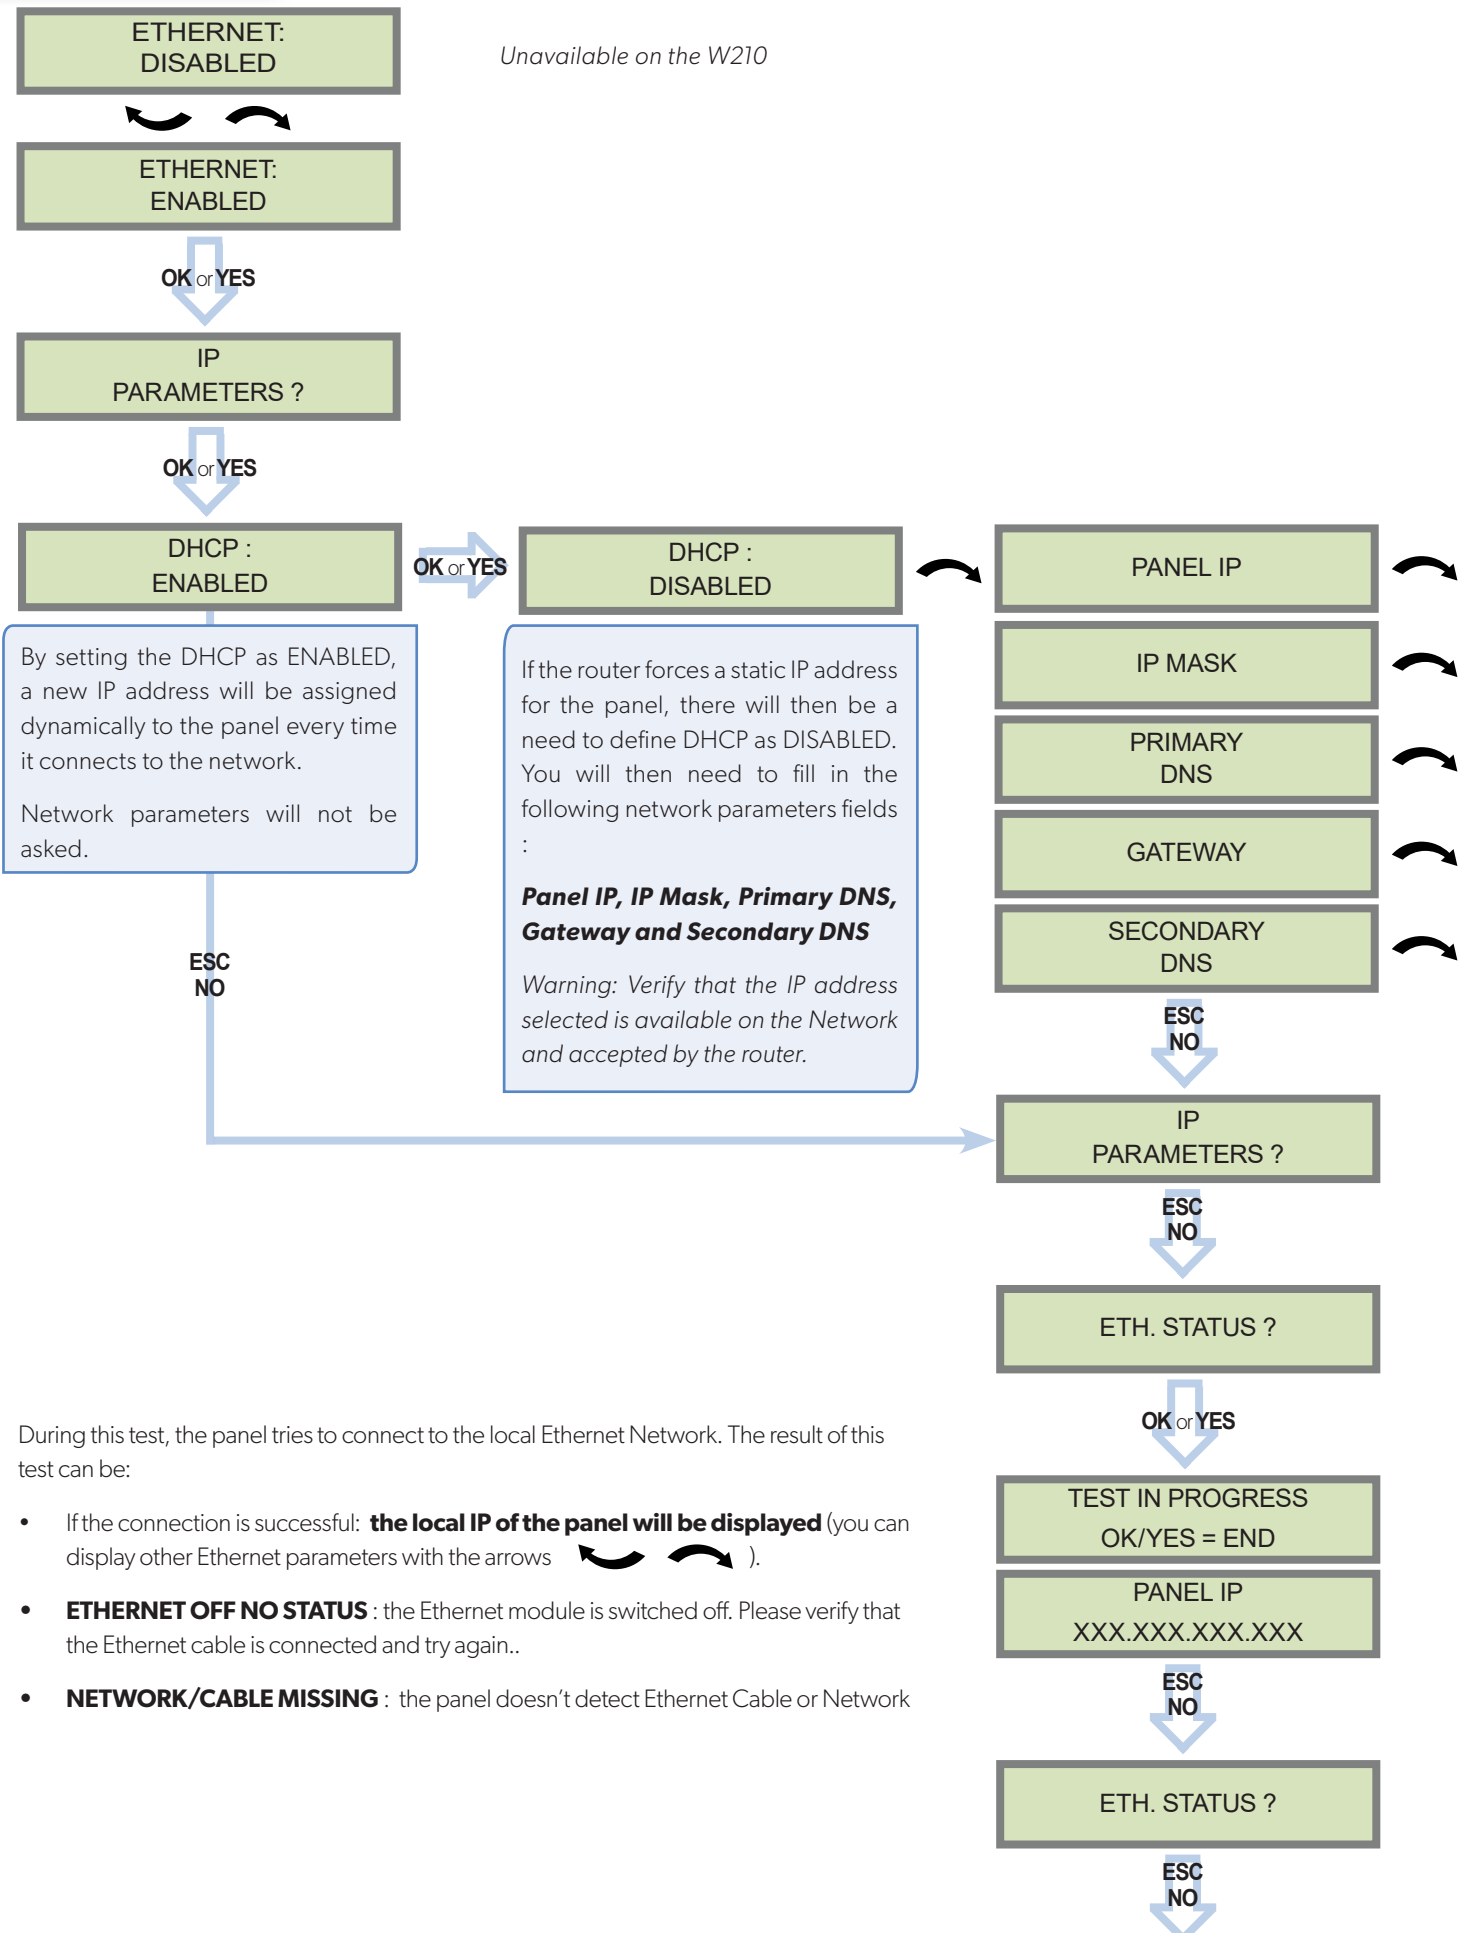 ETHERNET:
DISABLED
Unavailable on the W210
ETHERNET:
ENABLED
OK or YES
IP
PARAMETERS ?
OK or YES
DHCP :
ENABLED
OK or YES
DHCP :
DISABLED
PANEL IP
IP MASK
PRIMARY
DNS
GATEWAY
SECONDARY
DNS
By setting the DHCP as ENABLED,
a new IP address will be assigned
dynamically to the panel every time
it connects to the network.
Network parameters will not be
asked.
If the router forces a static IP address
for the panel, there will then be a
need to define DHCP as DISABLED.
You will then need to fill in the
following network parameters fields
:
Panel IP, IP Mask, Primary DNS,
Gateway and Secondary DNS
Warning: Verify that the IP address
selected is available on the Network
and accepted by the router.
ESC
NO
ESC
NO
IP
PARAMETERS ?
ESC
NO
ETH. STATUS ?
OK or YES
TEST IN PROGRESS
OK/YES = END
PANEL IP
XXX.XXX.XXX.XXX
ESC
NO
ETH. STATUS ?
ESC
NO
During this test, the panel tries to connect to the local Ethernet Network. The result of this
test can be:
• If the connection is successful: the local IP of the panel will be displayed (you can
display other Ethernet parameters with the arrows ).
• ETHERNET OFF NO STATUS : the Ethernet module is switched off. Please verify that
the Ethernet cable is connected and try again..
• NETWORK/CABLE MISSING : the panel doesn't detect Ethernet Cable or Network